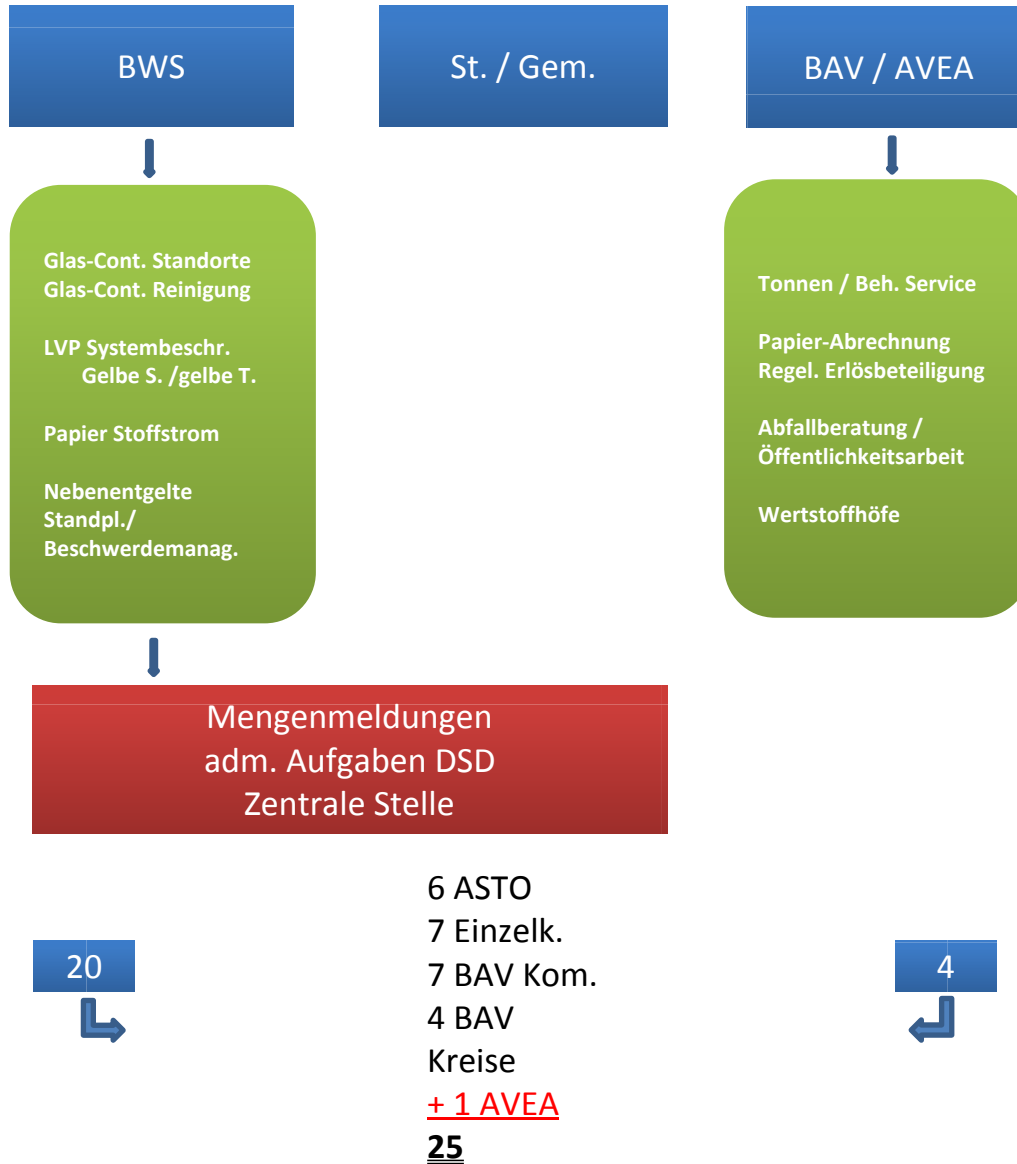 BWS
St. / Gem.
BAV / AVEA
Glas-Cont. Standorte
Glas-Cont. Reinigung
LVP Systembeschr.
Gelbe S. /gelbe T.
Papier Stoffstrom
Nebenentgelte
Standpl./
Beschwerdemanag.
Tonnen / Beh. Service
Papier-Abrechnung
Regel. Erlösbeteiligung
Abfallberatung /
Öffentlichkeitsarbeit
Wertstoffhöfe
Mengenmeldungen
adm. Aufgaben DSD
Zentrale Stelle
20
6 ASTO
7 Einzelk.
7 BAV Kom.
4 BAV
Kreise
+ 1 AVEA
25
4